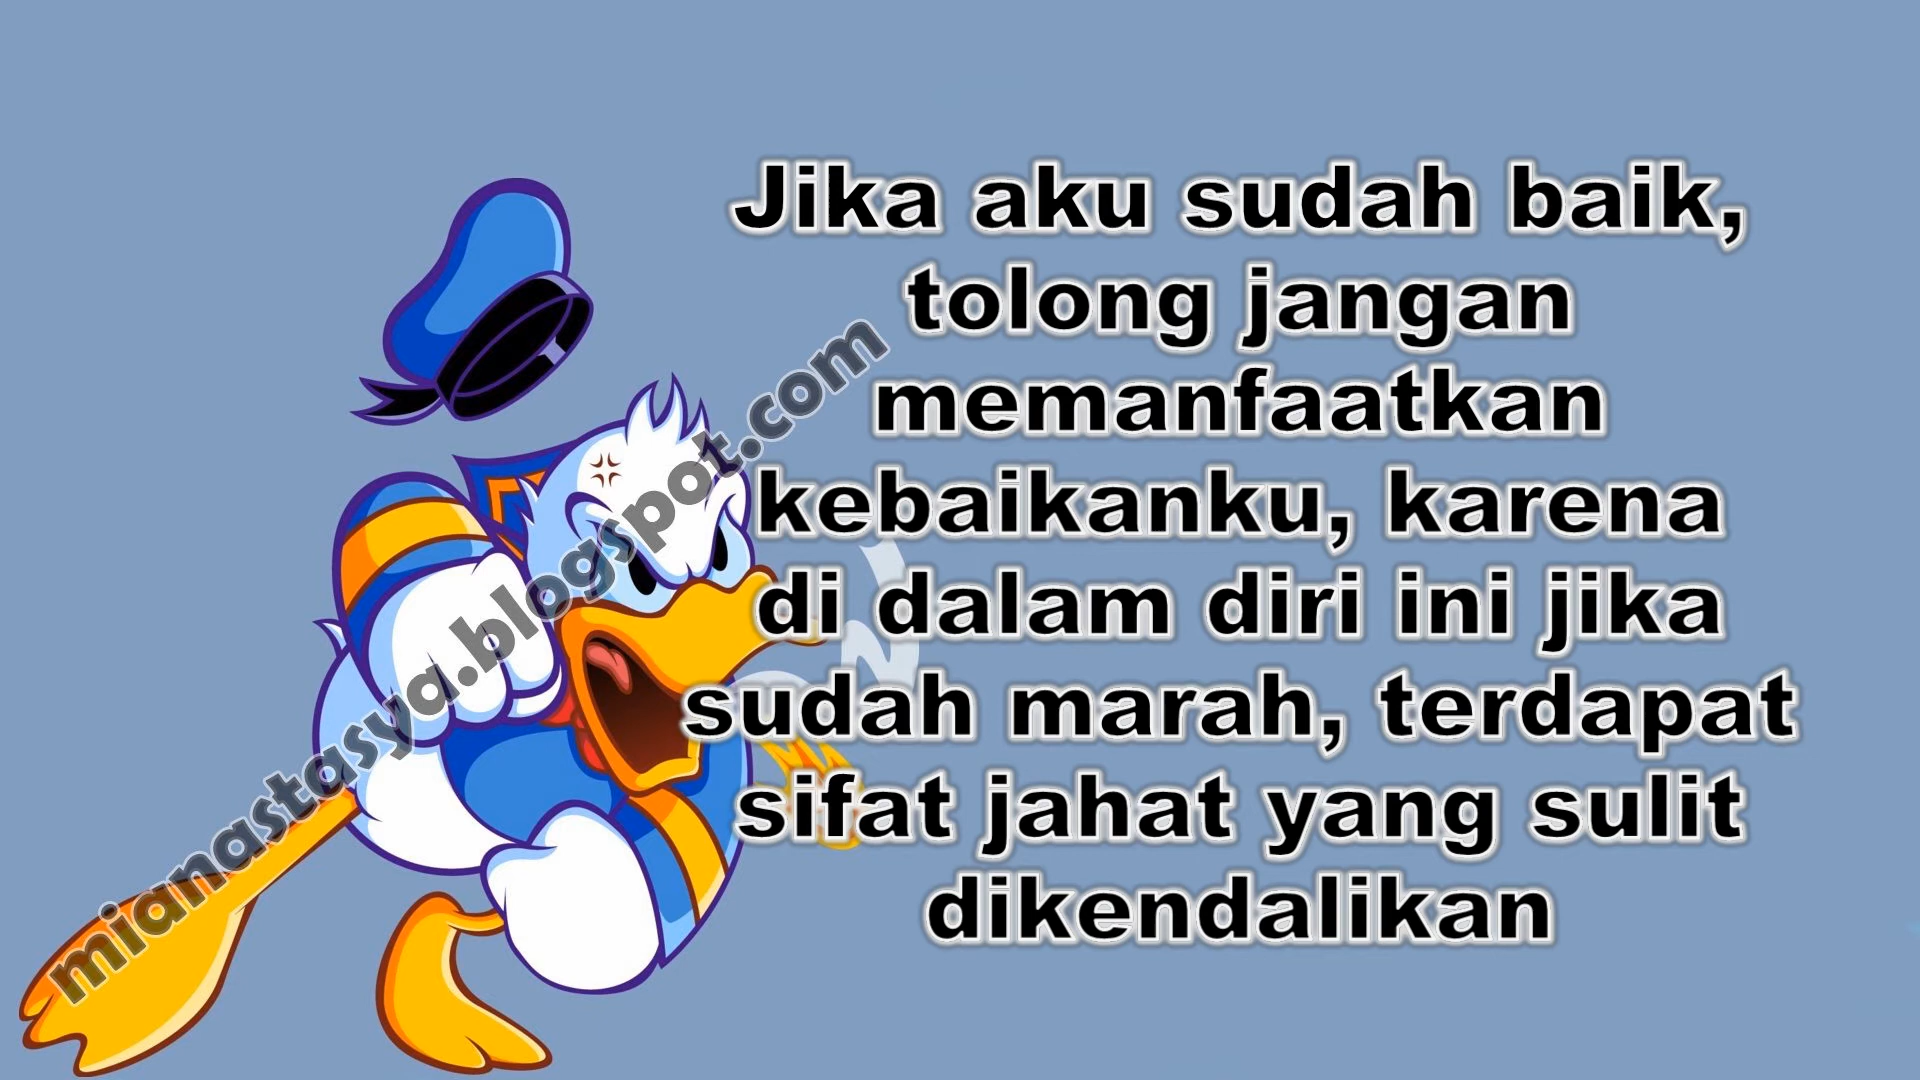 Jika aku sudah baik,
tolong jangan
memanfaatkan
kebaikanku, karena
di dalam diri ini jika
sudah marah, terdapat
sifat jahat yang sulit
dikendalikan
mianastasya.blogspot.com